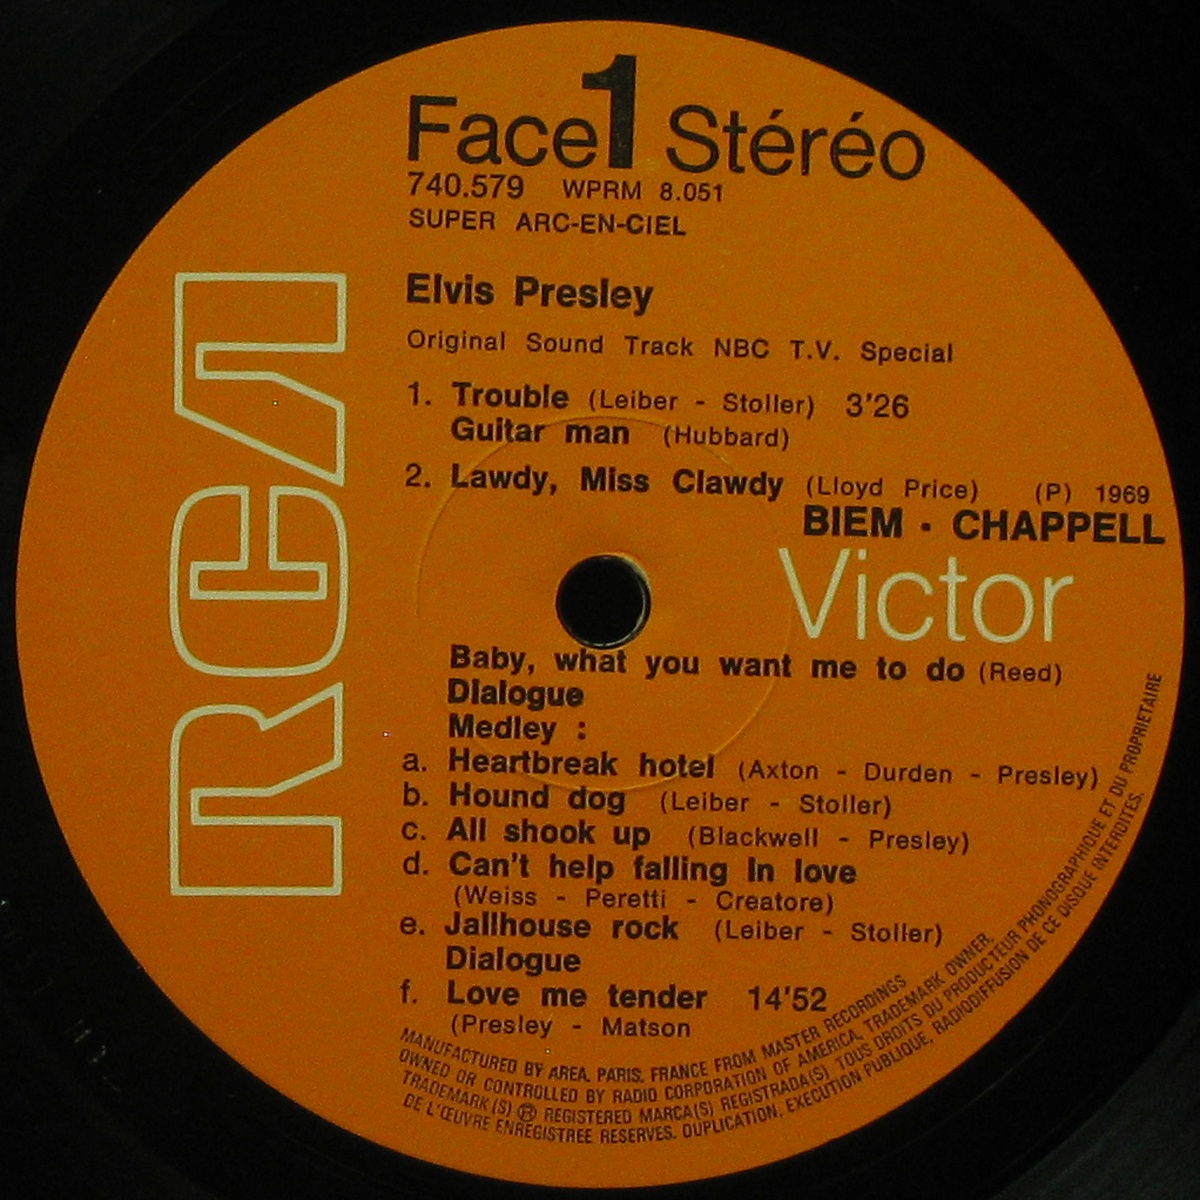 Face 1 Stéréo
740.579 WPRM 8.051
SUPER ARC-EN-CIEL
Elvis Presley
Original Sound Track NBC T.V. Special
1. Trouble (Leiber - Stoller) 3'26
Guitar man (Hubbard)
2. Lawdy, Miss Clawdy (Lloyd Price) (P) 1969
BIEM · CHAPPELL
RCA
Victor
Baby, what you want me to do (Reed)
Dialogue
Medley :
a. Heartbreak hotel (Axton - Durden - Presley)
b. Hound dog (Leiber - Stoller)
c. All shook up (Blackwell - Presley)
d. Can't help falling in love
(Weiss - Peretti - Creatore)
e. Jailhouse rock (Leiber - Stoller)
Dialogue
f. Love me tender 14'52
(Presley - Matson
MANUFACTURED BY AREA. PARIS. FRANCE FROM MASTER RECORDINGS
OWNED OR CONTROLLED BY RADIO CORPORATION OF AMERICA, TRADEMARK OWNER.
TRADEMARK (S) ® REGISTERED MARCA(S) REGISTRADA(S). TOUS DROITS DU PRODUCTEUR PHONOGRAPHIQUE ET DU PROPRIETAIRE
DE L'ŒUVRE ENREGISTREE RESERVES. DUPLICATION, EXECUTION PUBLIQUE, RADIODIFFUSION DE CE DISQUE INTERDITES.